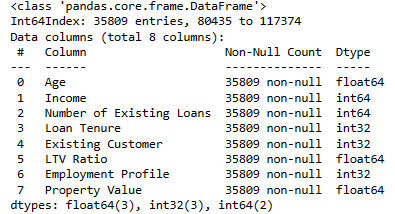 <class 'pandas.core.frame.DataFrame'>
Int64Index: 35809 entries, 80435 to 117374
Data columns (total 8 columns):
 #   Column                    Non-Null Count  Dtype
---  ------                    --------------  -----
 0   Age                       35809 non-null  float64
 1   Income                    35809 non-null  int64
 2   Number of Existing Loans  35809 non-null  int64
 3   Loan Tenure               35809 non-null  int32
 4   Existing Customer         35809 non-null  int32
 5   LTV Ratio                 35809 non-null  float64
 6   Employment Profile        35809 non-null  int32
 7   Property Value            35809 non-null  float64
dtypes: float64(3), int32(3), int64(2)